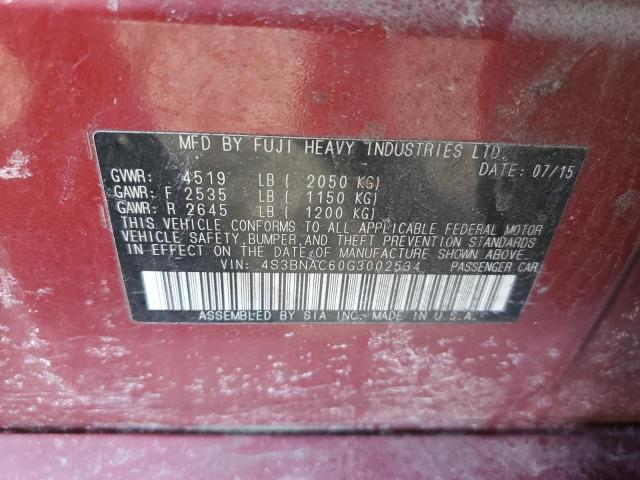 MFD BY FUJI HEAVY INDUSTRIES LTD.
DATE: 07/15
GVWR: 4519 LB ( 2050 KG)
GAWR: F 2535 LB ( 1150 KG)
GAWR: R 2645 LB ( 1200 KG)
THIS VEHICLE CONFORMS TO ALL APPLICABLE FEDERAL MOTOR
VEHICLE SAFETY, BUMPER, AND THEFT PREVENTION STANDARDS
IN EFFECT ON THE DATE OF MANUFACTURE SHOWN ABOVE.
VIN: 4S3BNAC60G3002534 PASSENGER CAR
ASSEMBLED BY SIA INC. MADE IN U.S.A.